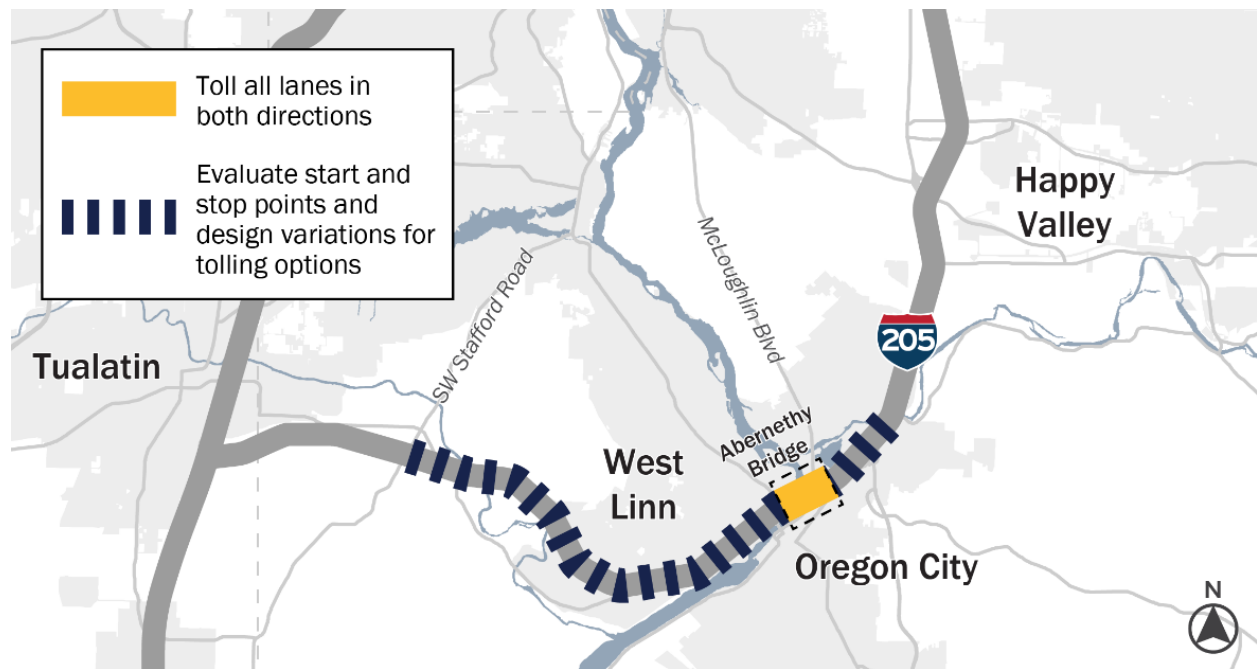 Toll all lanes in
both directions
Evaluate start and
stop points and
design variations for
tolling options
Happy
Valley
McLoughlin Blvd
SW Stafford Road
205
Tualatin
Abernethy
Bridge
West
Linn
Oregon City
N